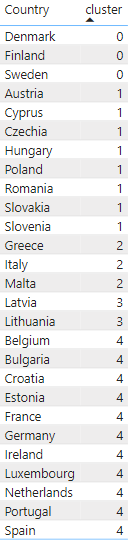 Country cluster
Denmark 0
Finland 0
Sweden 0
Austria 1
Cyprus 1
Czechia 1
Hungary 1
Poland 1
Romania 1
Slovakia 1
Slovenia 1
Greece 2
Italy 2
Malta 2
Latvia 3
Lithuania 3
Belgium 4
Bulgaria 4
Croatia 4
Estonia 4
France 4
Germany 4
Ireland 4
Luxembourg 4
Netherlands 4
Portugal 4
Spain 4